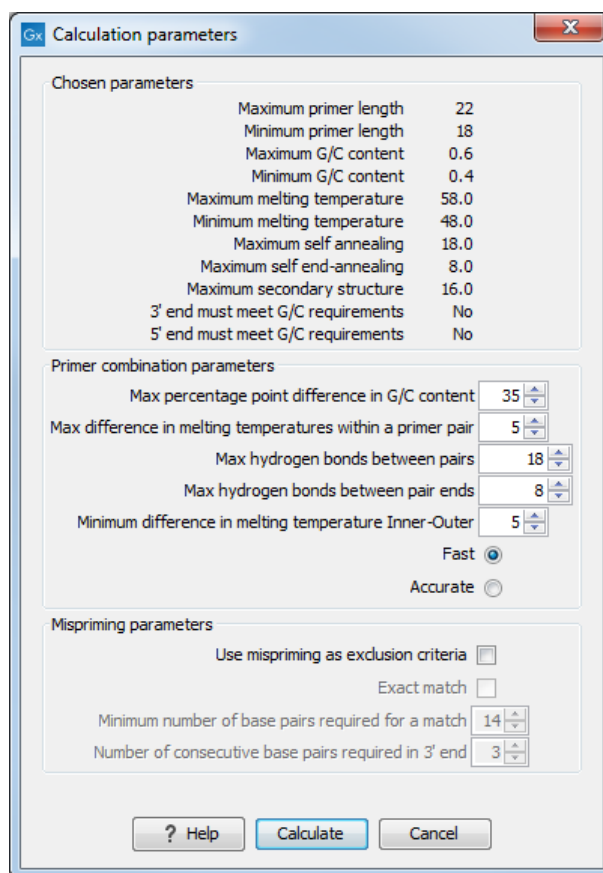 Gx Calculation parameters
Chosen parameters
Maximum primer length 22
Minimum primer length 18
Maximum G/C content 0.6
Minimum G/C content 0.4
Maximum melting temperature 58.0
Minimum melting temperature 48.0
Maximum self annealing 18.0
Maximum self end-annealing 8.0
Maximum secondary structure 16.0
3' end must meet G/C requirements No
5' end must meet G/C requirements No
Primer combination parameters
Max percentage point difference in G/C content 35
Max difference in melting temperatures within a primer pair 5
Max hydrogen bonds between pairs 18
Max hydrogen bonds between pair ends 8
Minimum difference in melting temperature Inner-Outer 5
Fast
Accurate
Mispriming parameters
Use mispriming as exclusion criteria
Exact match
Minimum number of base pairs required for a match 14
Number of consecutive base pairs required in 3' end 3
? Help Calculate Cancel